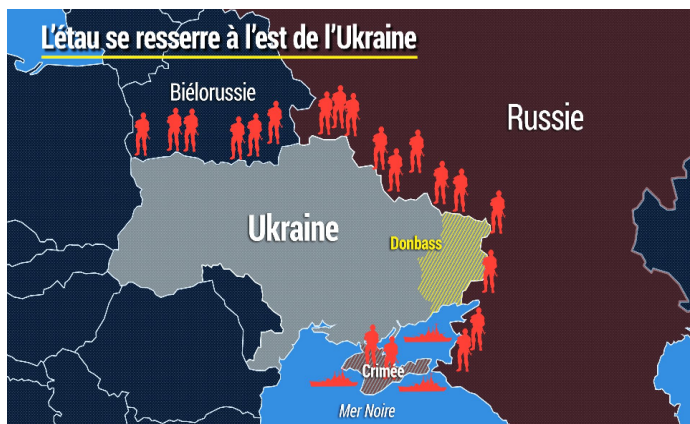 L'étau se resserre à l'est de l'Ukraine
Biélorussie
Russie
Ukraine
Donbass
Crimée
Mer Noire